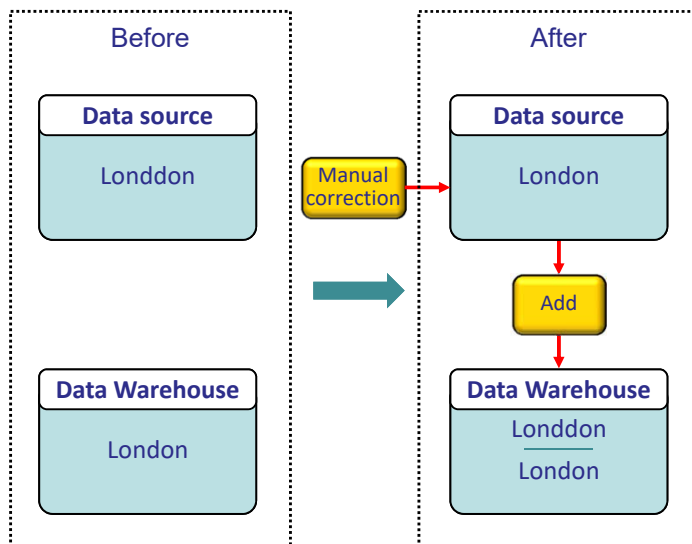 Before
Data source
Londdon
Data Warehouse
London
Manual
correction
After
Data source
London
Add
Data Warehouse
Londdon
London